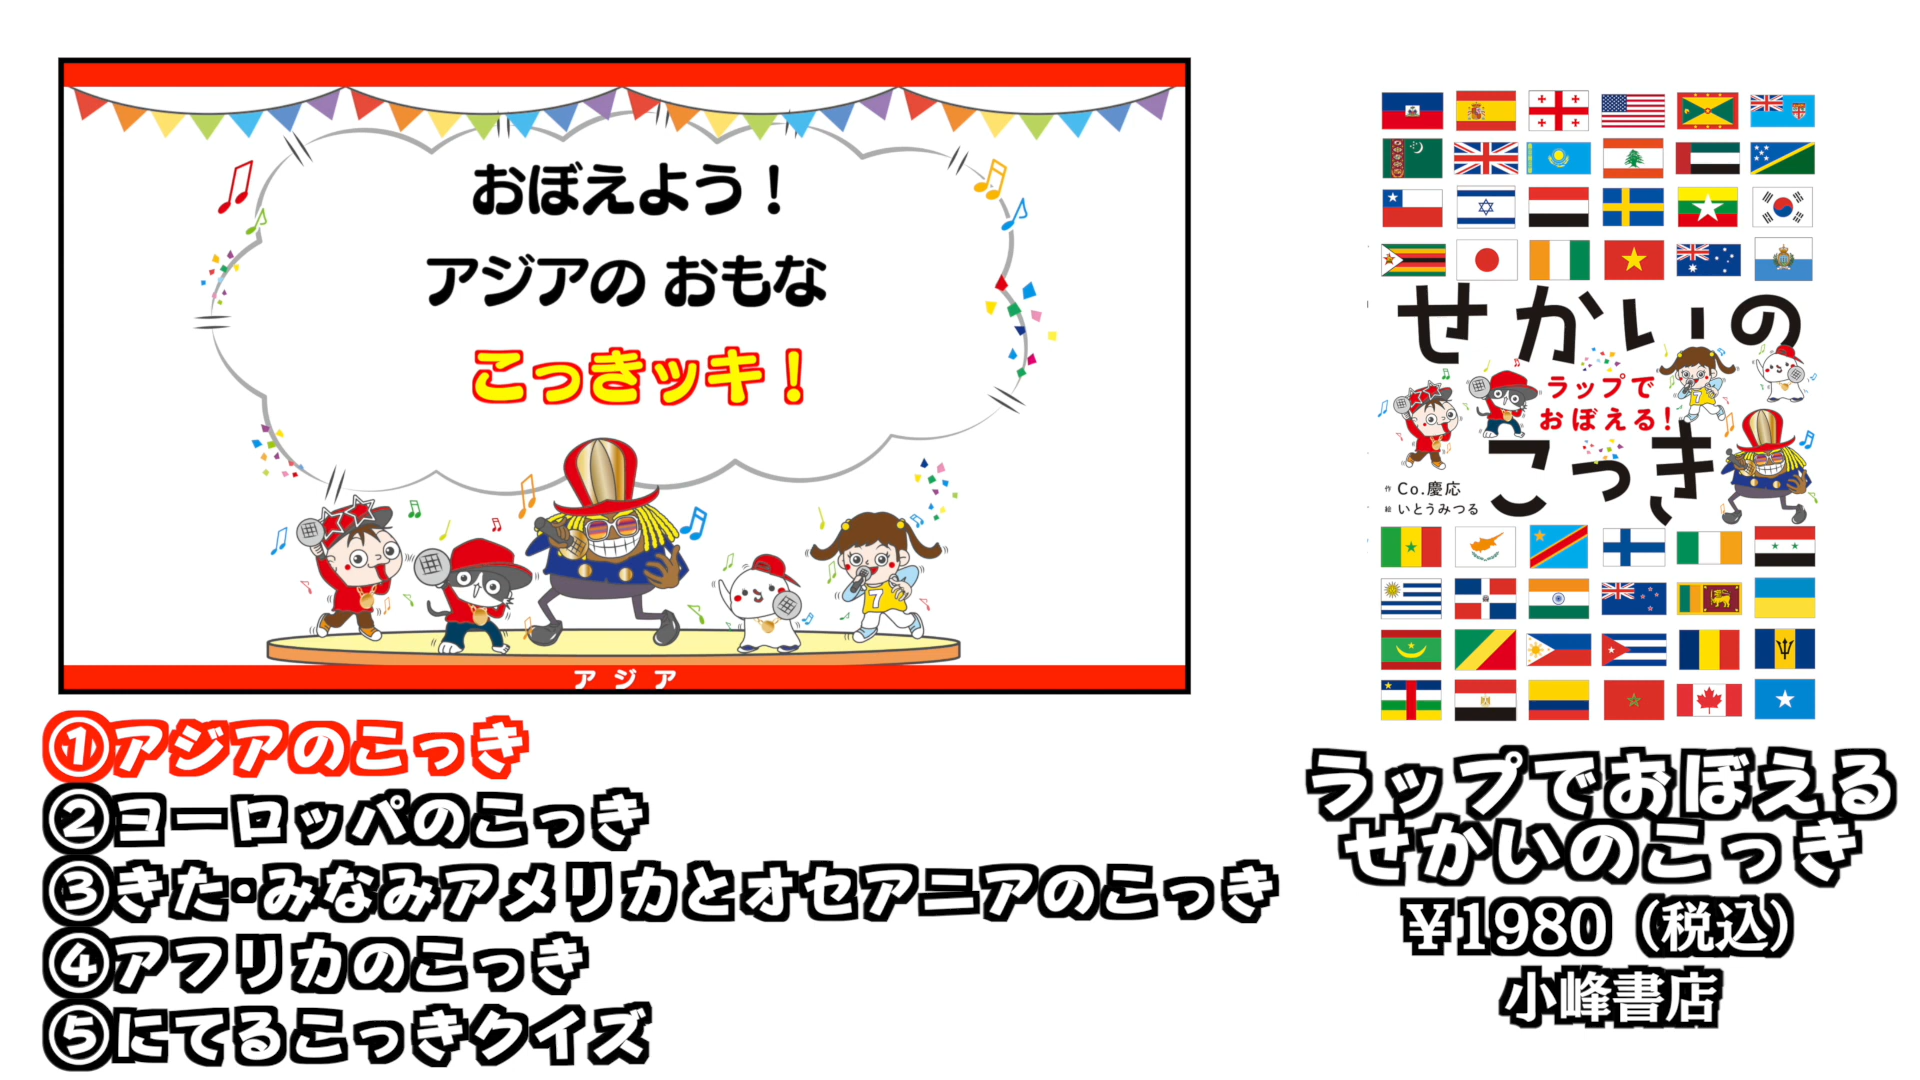 おぼえよう！
アジアの おもな
こっきッキ！
7
アジア
①アジアのこっき
②ヨーロッパのこっき
③きた・みなみアメリカとオセアニアのこっき
④アフリカのこっき
⑤にてるこっきクイズ
せかいの
ラップで
おぼえる！
7
こっき
作 Co.慶応
絵 いとうみつる
ラップでおぼえる
せかいのこっき
￥1980（税込）
小峰書店